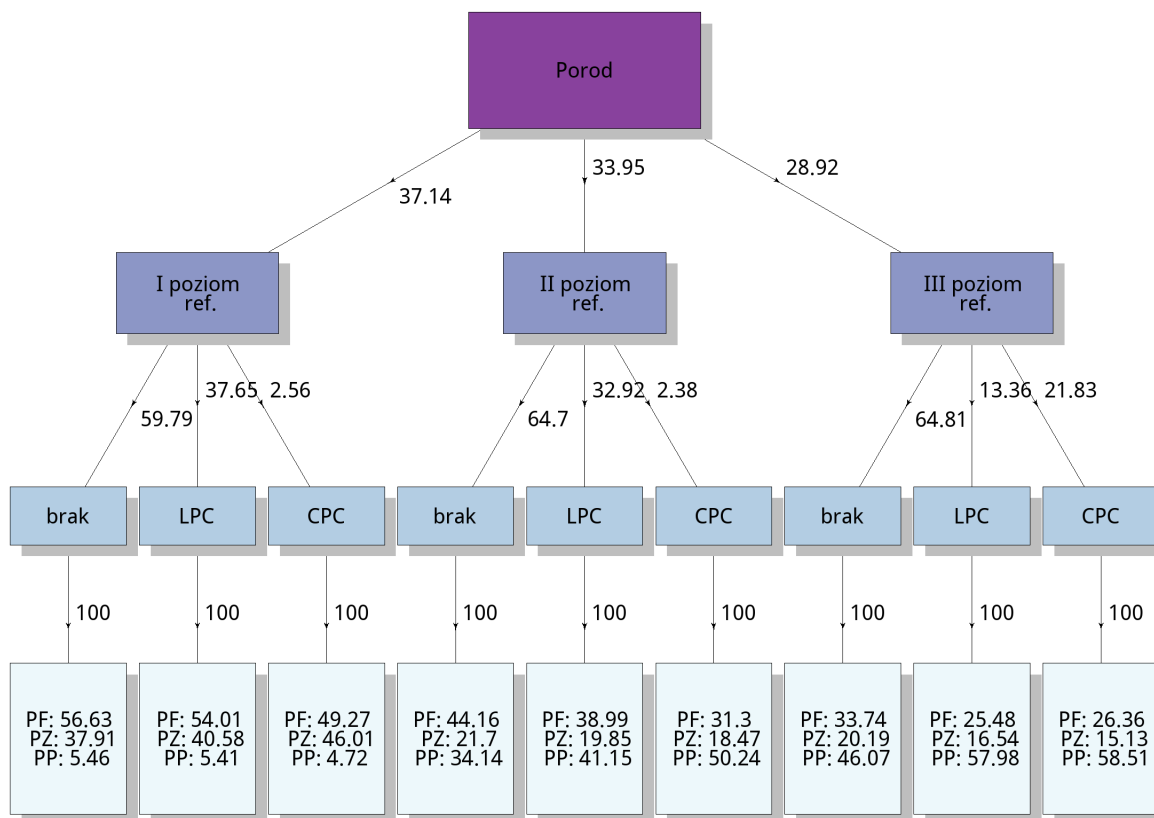 Porod
33.95
28.92
37.14
I poziom
ref.
II poziom
ref.
III poziom
ref.
37.65
2.56
59.79
32.92
2.38
64.7
13.36
21.83
64.81
brak
LPC
CPC
brak
LPC
CPC
brak
LPC
CPC
100
100
100
100
100
100
100
100
100
PF: 56.63
PZ: 37.91
PP: 5.46
PF: 54.01
PZ: 40.58
PP: 5.41
PF: 49.27
PZ: 46.01
PP: 4.72
PF: 44.16
PZ: 21.7
PP: 34.14
PF: 38.99
PZ: 19.85
PP: 41.15
PF: 31.3
PZ: 18.47
PP: 50.24
PF: 33.74
PZ: 20.19
PP: 46.07
PF: 25.48
PZ: 16.54
PP: 57.98
PF: 26.36
PZ: 15.13
PP: 58.51